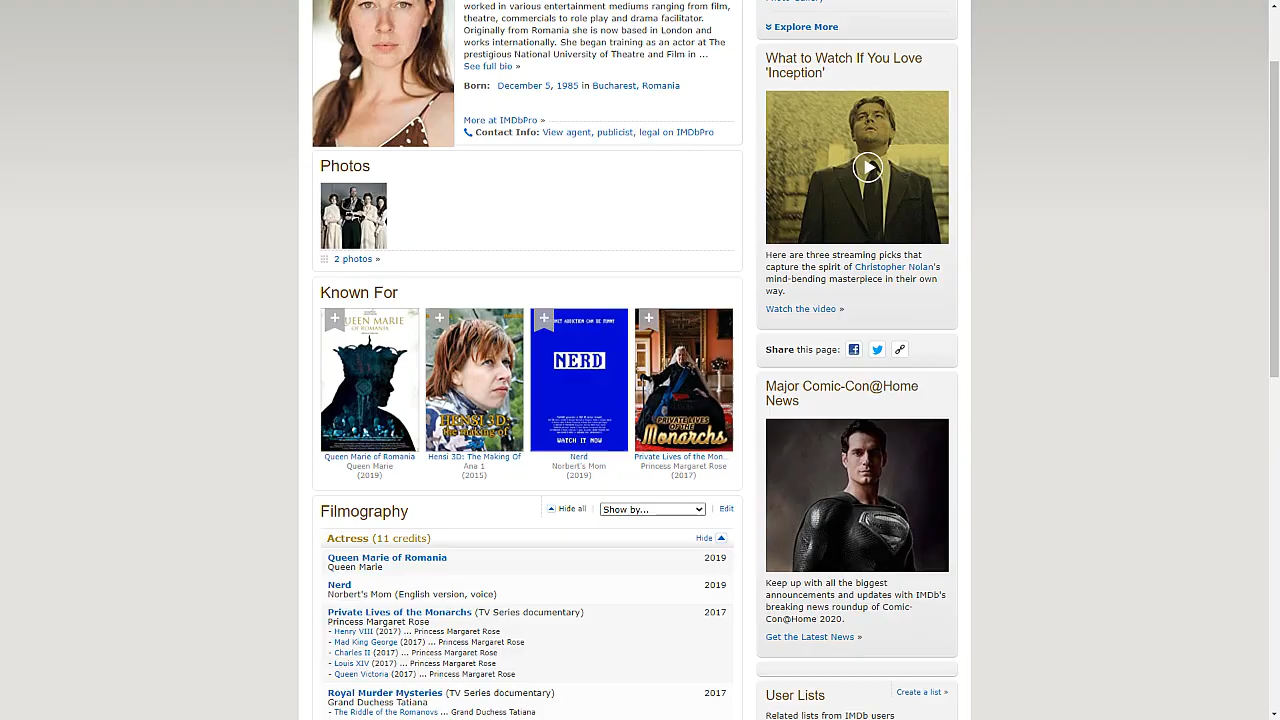 worked in various entertainment mediums ranging from film,
theatre, commercials to role play and drama facilitator.
Originally from Romania she is now based in London and
works internationally. She began training as an actor at The
prestigious National University of Theatre and Film in ...
See full bio »
Born: December 5, 1985 in Bucharest, Romania
More at IMDbPro »
Contact Info: View agent, publicist, legal on IMDbPro
Photos
2 photos »
Known For
QUEEN MARIE
OF ROMANIA
HENSI 3D:
the making of
NERD
WATCH IT NOW
PRIVATE LIVES
OF THE
Monarchs
Queen Marie of Romania
Queen Marie
(2019)
Hensi 3D: The Making Of
Ana 1
(2015)
Nerd
Norbert's Mom
(2019)
Private Lives of the Mon...
Princess Margaret Rose
(2017)
Filmography
Hide all | Show by... | Edit
Actress (11 credits) Hide
Queen Marie of Romania 2019
Queen Marie
Nerd 2019
Norbert's Mom (English version, voice)
Private Lives of the Monarchs (TV Series documentary) 2017
Princess Margaret Rose
- Henry VIII (2017) ... Princess Margaret Rose
- Mad King George (2017) ... Princess Margaret Rose
- Charles II (2017) ... Princess Margaret Rose
- Louis XIV (2017) ... Princess Margaret Rose
- Queen Victoria (2017) ... Princess Margaret Rose
Royal Murder Mysteries (TV Series documentary) 2017
Grand Duchess Tatiana
- The Riddle of the Romanovs ... Grand Duchess Tatiana
Explore More
What to Watch If You Love
'Inception'
Here are three streaming picks that
capture the spirit of Christopher Nolan's
mind-bending masterpiece in their own
way.
Watch the video »
Share this page:
Major Comic-Con@Home
News
Keep up with all the biggest
announcements and updates with IMDb's
breaking news roundup of Comic-
Con@Home 2020.
Get the Latest News »
User Lists
Create a list »
Related lists from IMDb users